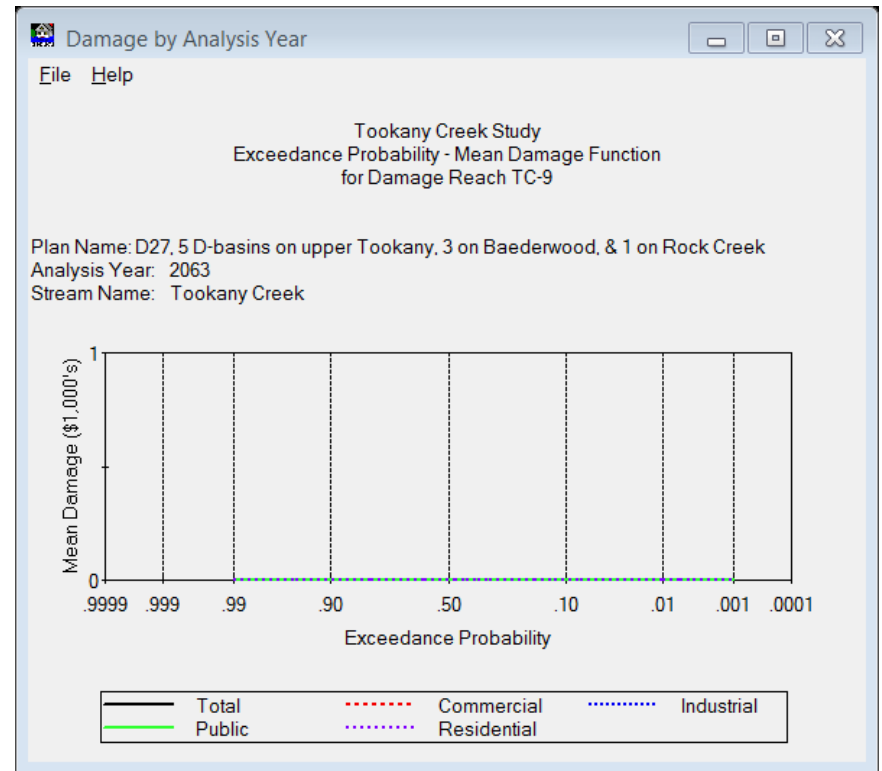 Damage by Analysis Year
File Help
Tookany Creek Study
Exceedance Probability - Mean Damage Function
for Damage Reach TC-9
Plan Name: D27, 5 D-basins on upper Tookany, 3 on Baederwood, & 1 on Rock Creek
Analysis Year: 2063
Stream Name: Tookany Creek
Mean Damage ($1,000's)
1
0
.9999 .999 .99 .90 .50 .10 .01 .001 .0001
Exceedance Probability
Total Commercial Industrial
Public Residential